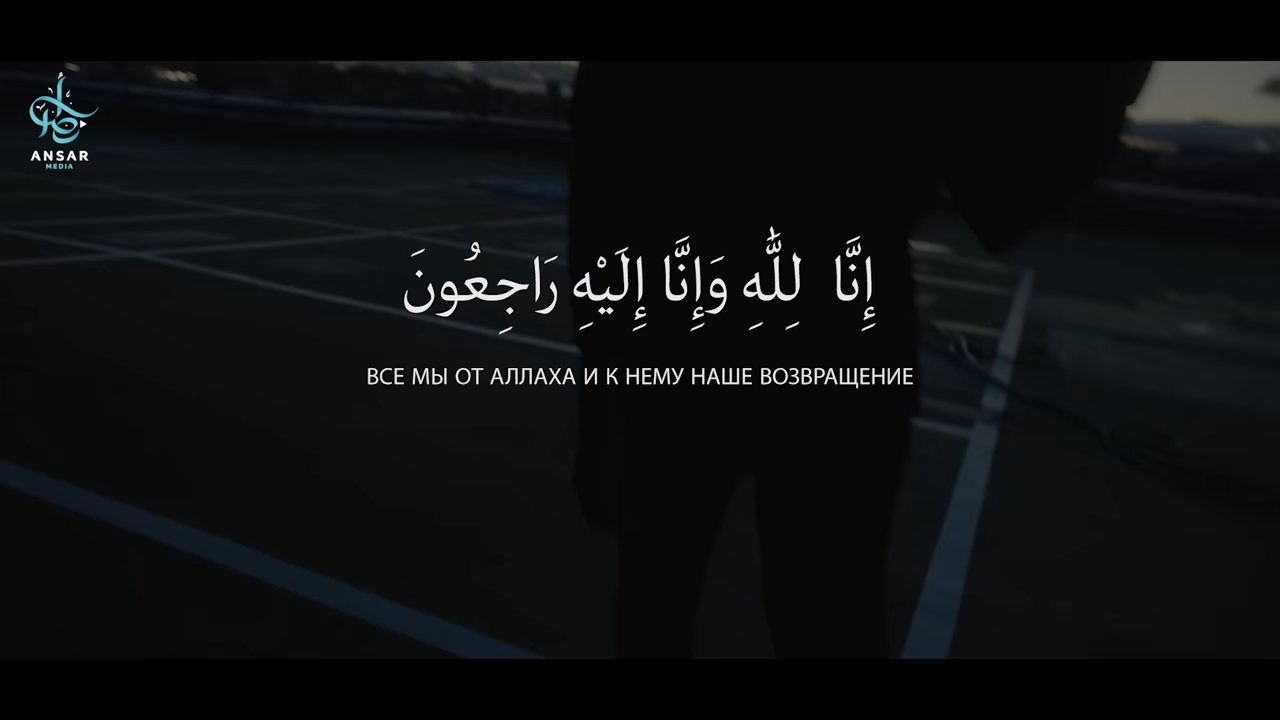 ANSAR
MEDIA
إِنَّا لِلَّهِ وَإِنَّا إِلَيْهِ رَاجِعُونَ
ВСЕ МЫ ОТ АЛЛАХА И К НЕМУ НАШЕ ВОЗВРАЩЕНИЕ